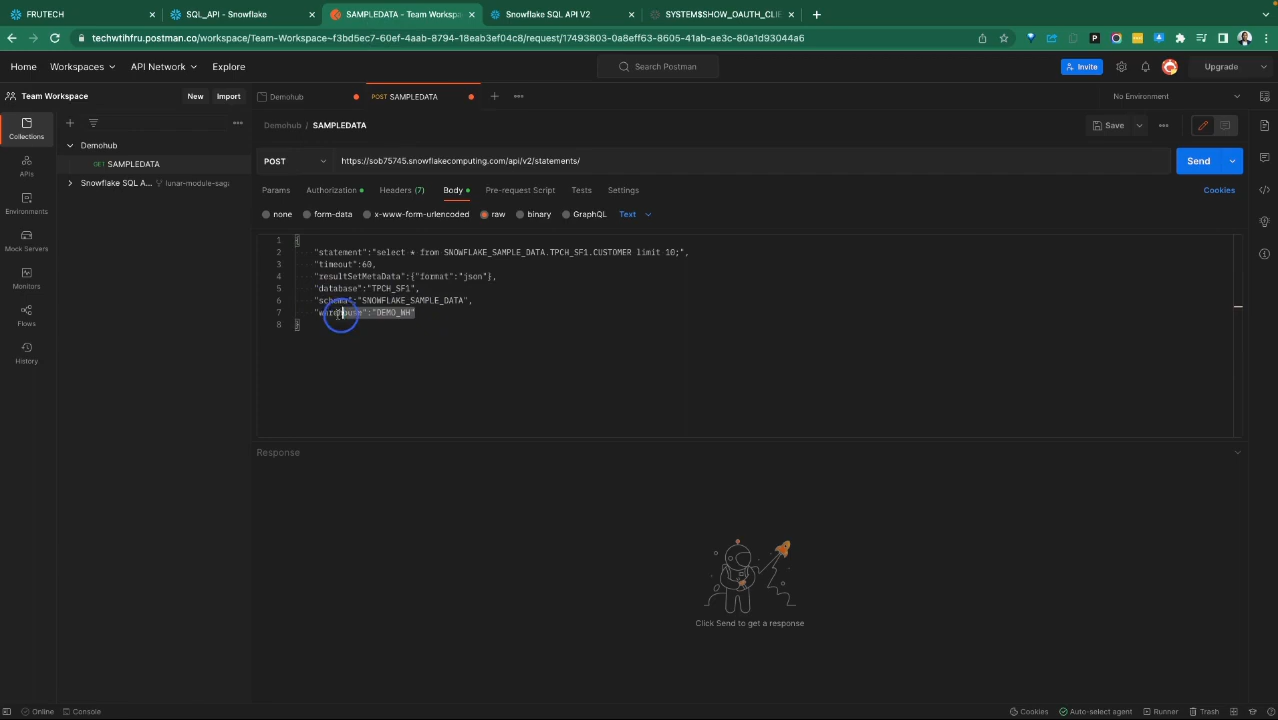 FRUTECH
SQL_API - Snowflake
SAMPLEDATA - Team Workspa
Snowflake SQL API V2
SYSTEM$SHOW_OAUTH_CLIE
techwtihfru.postman.co/workspace/Team-Workspace~f3bd5ec7-60ef-4aab-8794-18eab3ef04c8/request/17493803-0a8eff63-8605-41ab-ae3c-80a1d93044a6
Home
Workspaces
API Network
Explore
Search Postman
Invite
Upgrade
Team Workspace
New
Import
Demohub
POST SAMPLEDATA
No Environment
Collections
APIs
Environments
Mock Servers
Monitors
Flows
History
Demohub
GET SAMPLEDATA
Snowflake SQL A...
lunar-module-saga
Demohub / SAMPLEDATA
Save
POST
https://sob75745.snowflakecomputing.com/api/v2/statements/
Send
Params
Authorization
Headers (7)
Body
Pre-request Script
Tests
Settings
Cookies
none
form-data
x-www-form-urlencoded
raw
binary
GraphQL
Text
1 {
2 "statement":"select * from SNOWFLAKE_SAMPLE_DATA.TPCH_SF1.CUSTOMER limit 10;",
3 "timeout":60,
4 "resultSetMetaData":{"format":"json"},
5 "database":"TPCH_SF1",
6 "schema":"SNOWFLAKE_SAMPLE_DATA",
7 "warehouse":"DEMO_WH"
8 }
Response
Click Send to get a response
Online
Console
Cookies
Auto-select agent
Runner
Trash